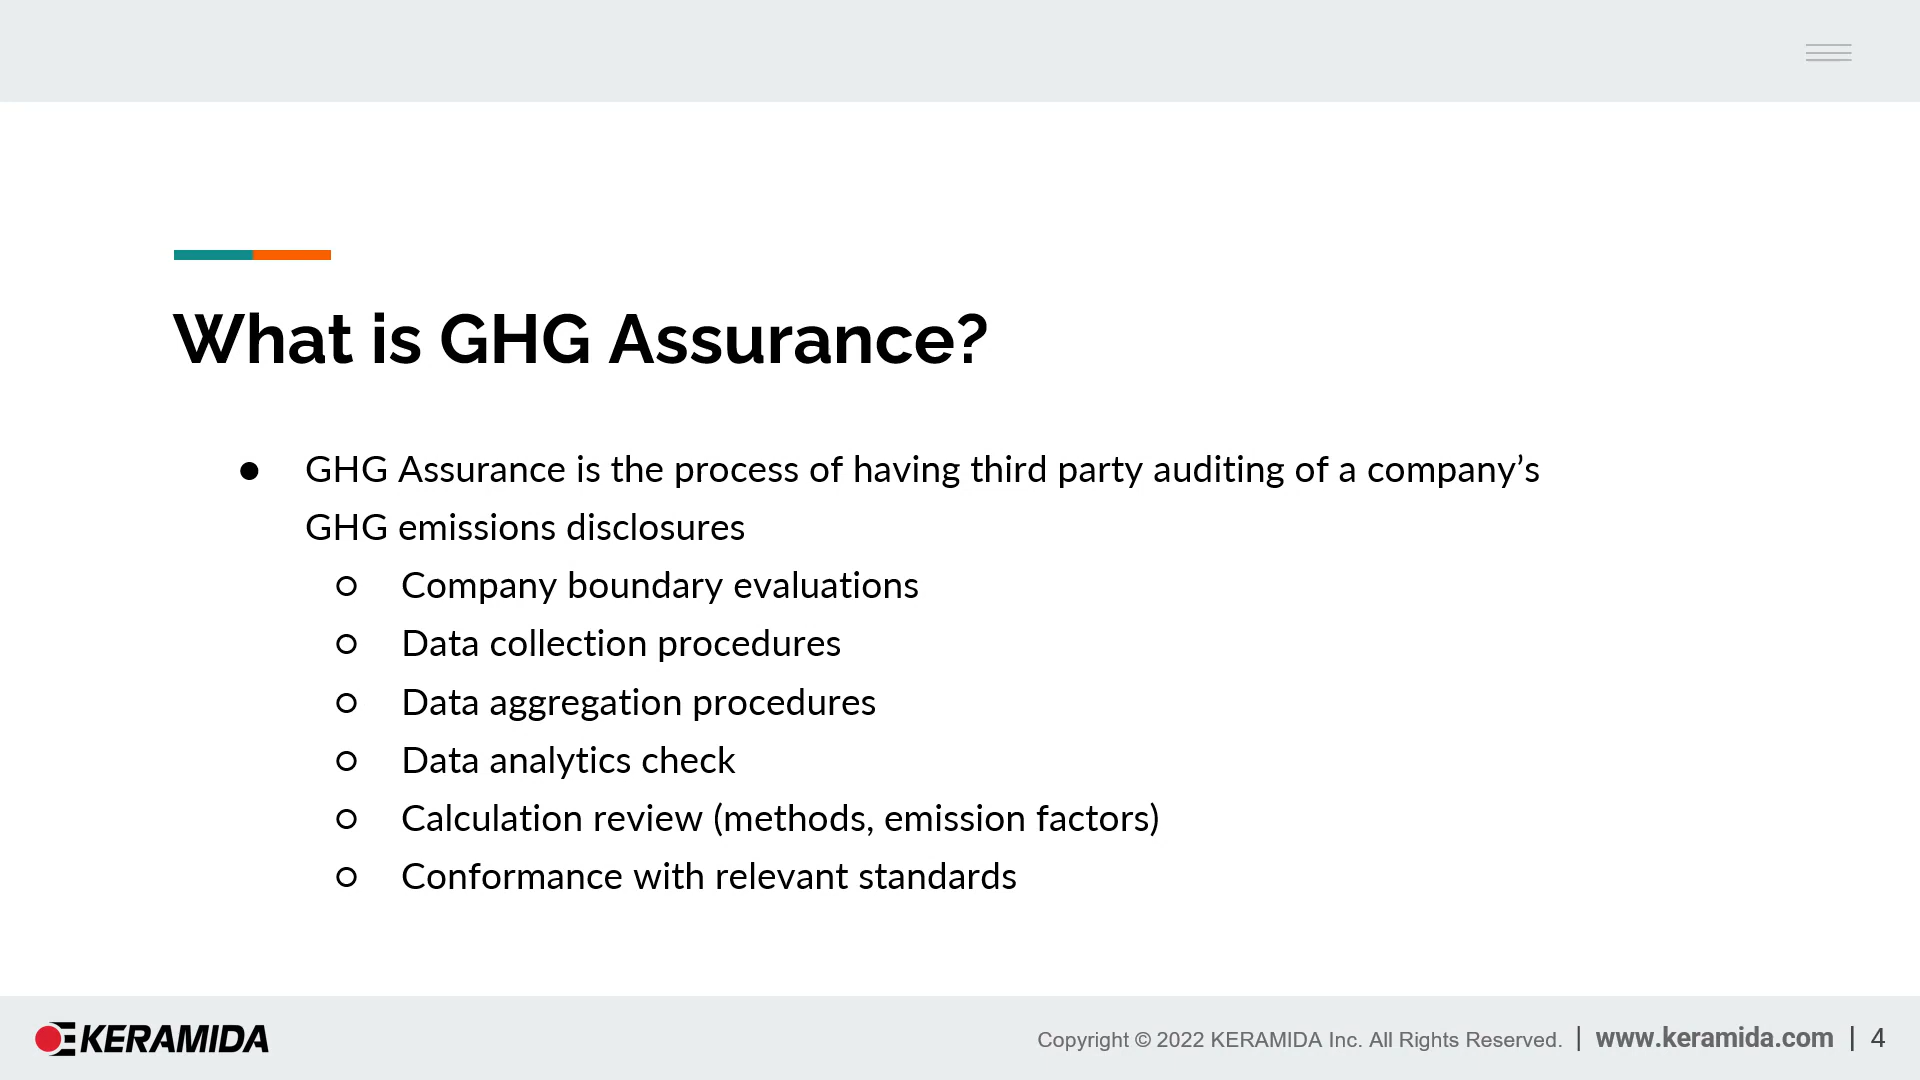 What is GHG Assurance?
● GHG Assurance is the process of having third party auditing of a company’s
GHG emissions disclosures
○ Company boundary evaluations
○ Data collection procedures
○ Data aggregation procedures
○ Data analytics check
○ Calculation review (methods, emission factors)
○ Conformance with relevant standards
KERAMIDA
Copyright © 2022 KERAMIDA Inc. All Rights Reserved. | www.keramida.com | 4